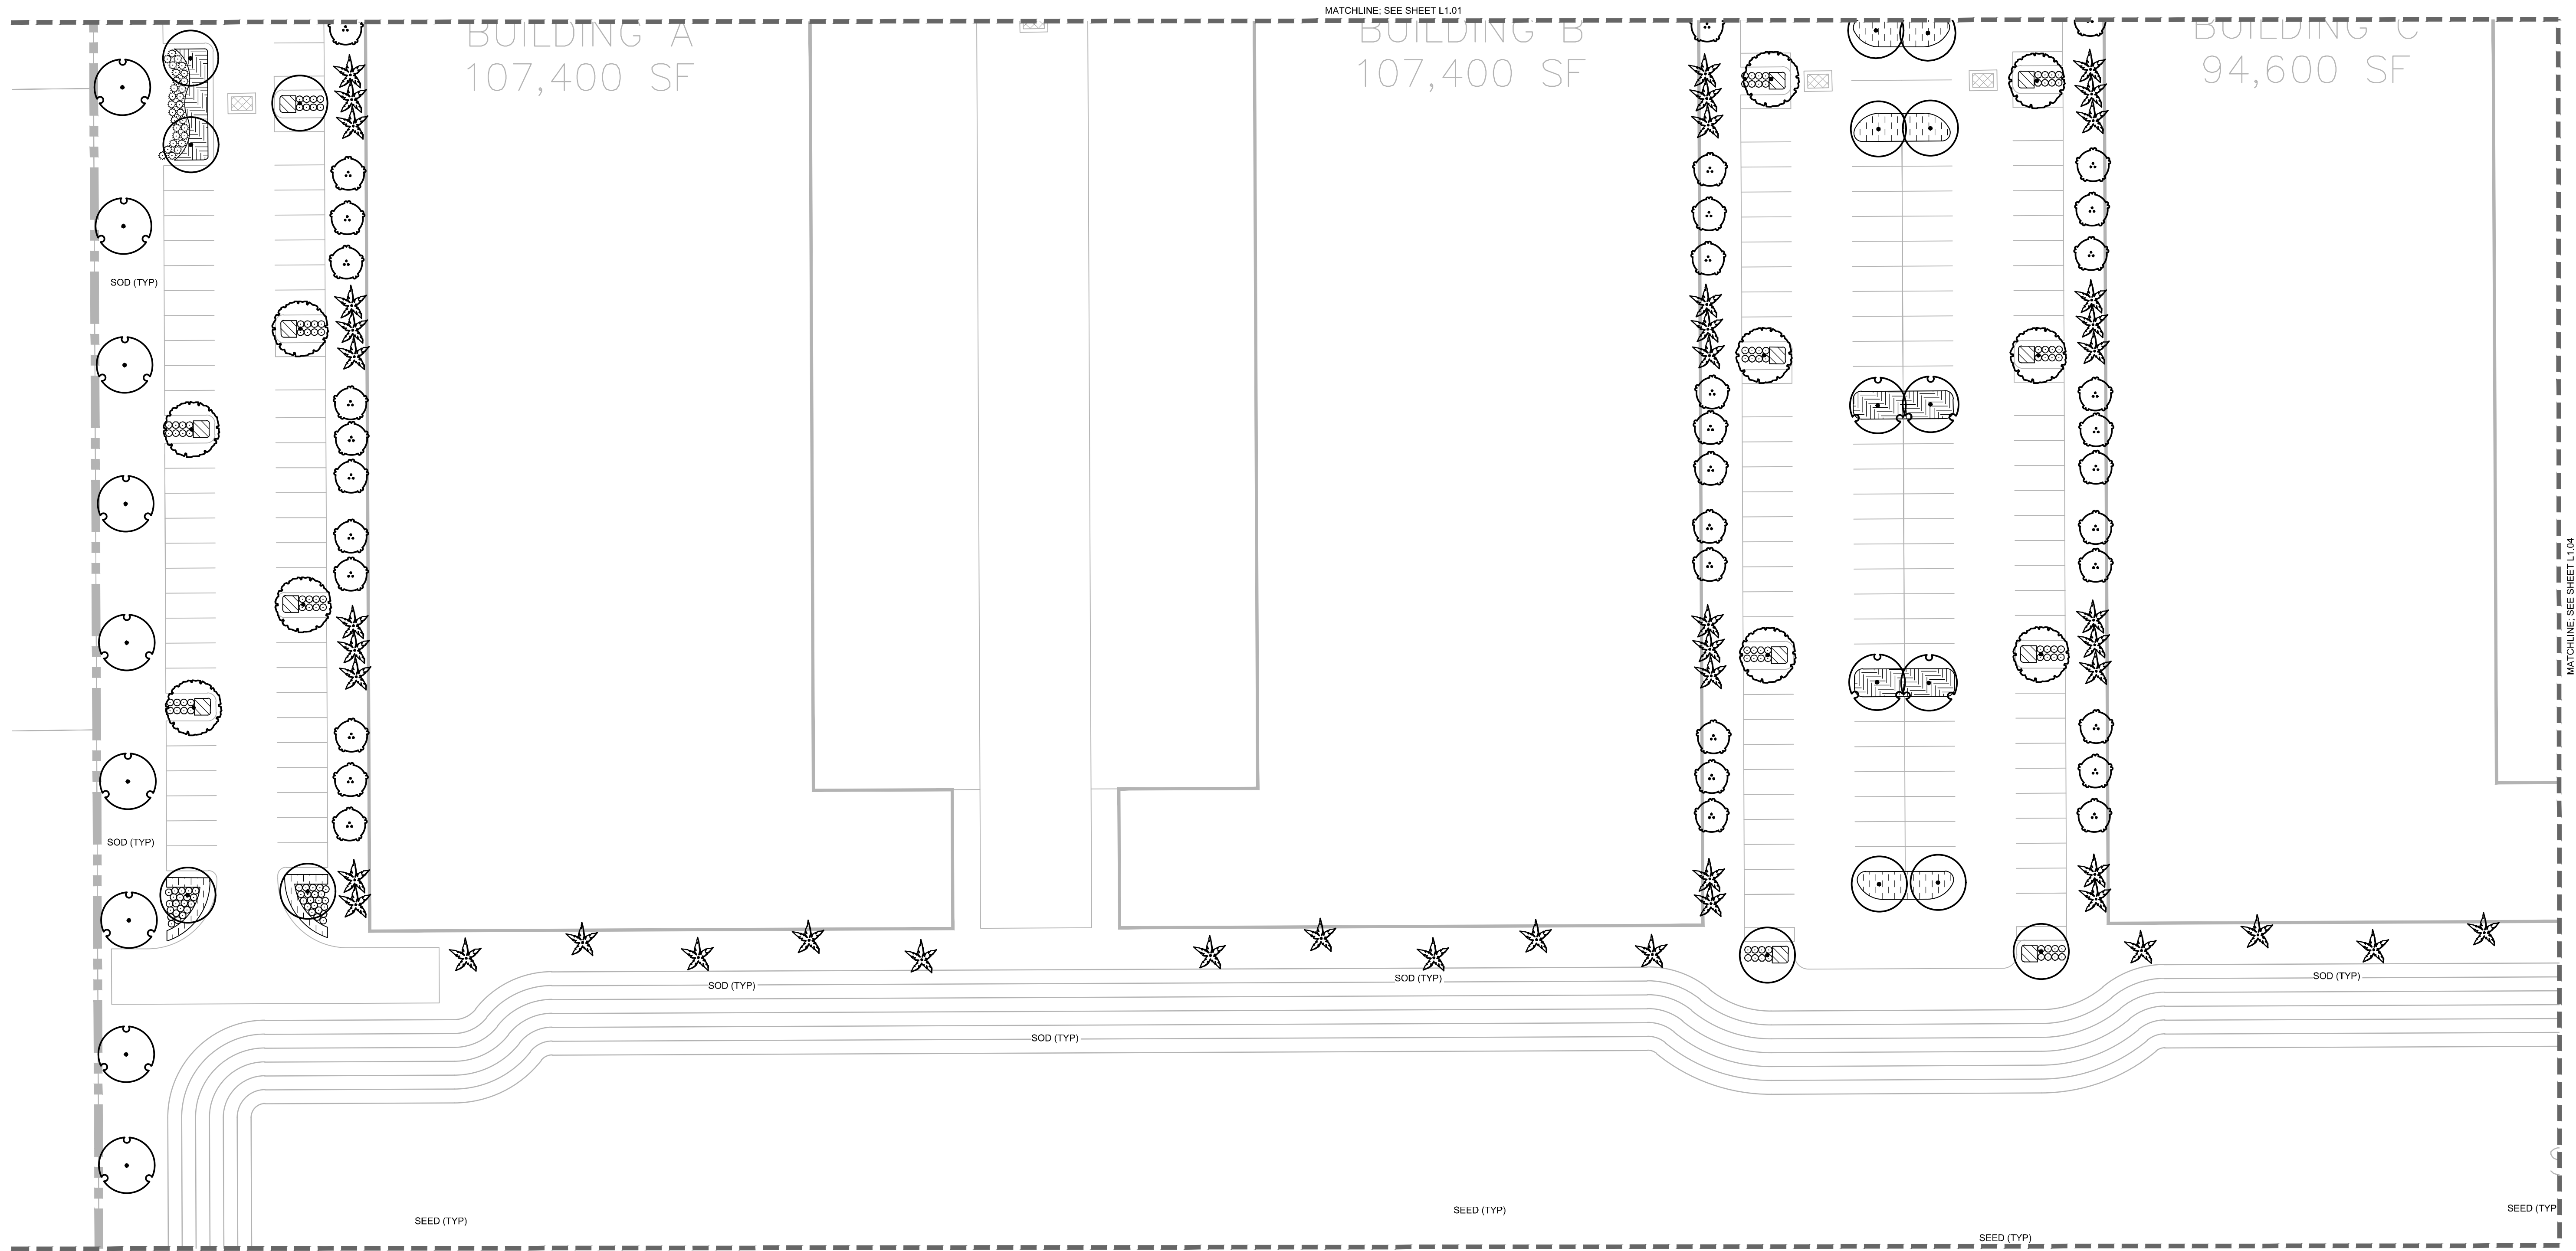 MATCHLINE; SEE SHEET L1.01
BUILDING A
107,400 SF
BUILDING B
107,400 SF
BUILDING C
94,600 SF
SOD (TYP)
MATCHLINE; SEE SHEET L1.04
SOD (TYP)
SOD (TYP)
SOD (TYP)
SOD (TYP)
SOD (TYP)
SEED (TYP)
SEED (TYP)
SEED (TYP
SEED (TYP)